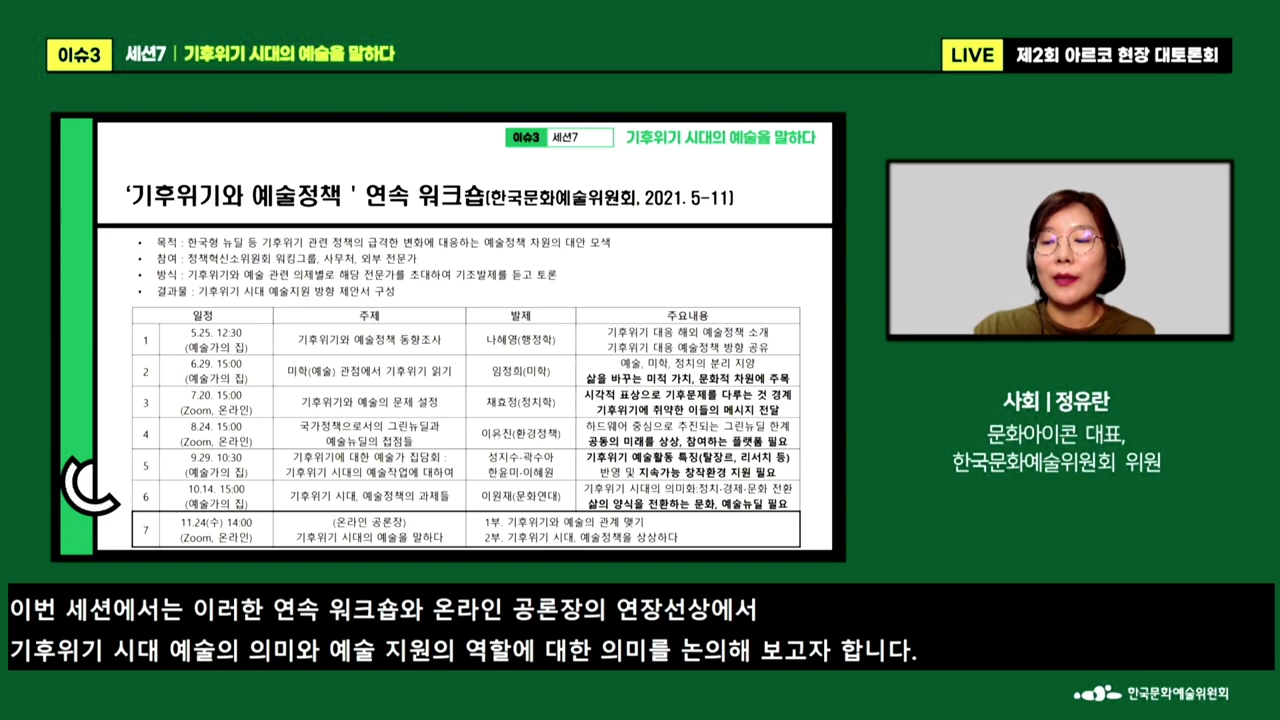 이슈3 세션7 | 기후위기 시대의 예술을 말하다
LIVE 제2회 아르코 현장 대토론회
이슈3 세션7 기후위기 시대의 예술을 말하다
‘기후위기와 예술정책 ' 연속 워크숍(한국문화예술위원회, 2021. 5-11)
• 목적 : 한국형 뉴딜 등 기후위기 관련 정책의 급격한 변화에 대응하는 예술정책 차원의 대안 모색
• 참여 : 정책혁신소위원회 워킹그룹, 사무처, 외부 전문가
• 방식 : 기후위기와 예술 관련 의제별로 해당 전문가를 초대하여 기조발제를 듣고 토론
• 결과물 : 기후위기 시대 예술지원 방향 제안서 구성
일정 주제 발제 주요내용
1 5.25. 12:30 (예술가의 집) 기후위기와 예술정책 동향조사 나혜영(행정학) 기후위기 대응 해외 예술정책 소개
기후위기 대응 예술정책 방향 공유
2 6.29. 15:00 (예술가의 집) 미학(예술) 관점에서 기후위기 읽기 임정희(미학) 예술, 미학, 정치의 분리 지양
삶을 바꾸는 미적 가치, 문화적 차원에 주목
3 7.20. 15:00 (Zoom, 온라인) 기후위기와 예술의 문제 설정 채효정(정치학) 시각적 표상으로 기후문제를 다루는 것 경계
기후위기에 취약한 이들의 메시지 전달
4 8.24. 15:00 (Zoom, 온라인) 국가정책으로서의 그린뉴딜과 예술뉴딜의 접점들 이유진(환경정책) 하드웨어 중심으로 추진되는 그린뉴딜 한계
공동의 미래를 상상, 참여하는 플랫폼 필요
5 9.29. 10:30 (예술가의 집) 기후위기에 대한 예술가 집담회 : 기후위기 시대의 예술작업에 대하여 성지수·곽수아 한윤미·이혜원 기후위기 예술활동 특징(탈장르, 리서치 등)
반영 및 지속가능 창작환경 지원 필요
6 10.14. 15:00 (예술가의 집) 기후위기 시대, 예술정책의 과제들 이원재(문화연대) 기후위기 시대의 의미화:정치·경제·문화 전환
삶의 양식을 전환하는 문화, 예술뉴딜 필요
7 11.24(수) 14:00 (Zoom, 온라인) (온라인 공론장) 기후위기 시대의 예술을 말하다 1부. 기후위기와 예술의 관계 맺기
2부. 기후위기 시대, 예술정책을 상상하다
사회 | 정유란
문화아이콘 대표,
한국문화예술위원회 위원
이번 세션에서는 이러한 연속 워크숍와 온라인 공론장의 연장선상에서
기후위기 시대 예술의 의미와 예술 지원의 역할에 대한 의미를 논의해 보고자 합니다.
한국문화예술위원회